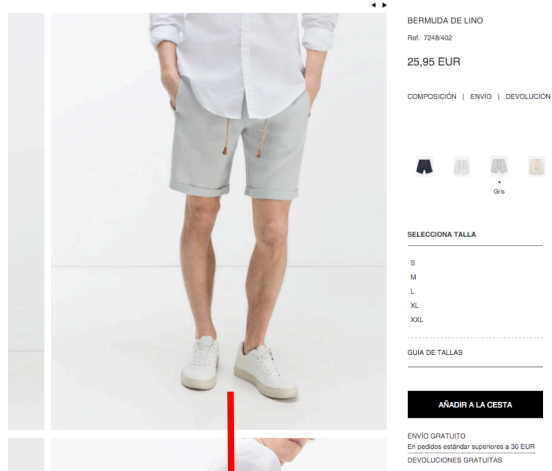 BERMUDA DE LINO
Ref. 7248/402
25,95 EUR
COMPOSICIÓN | ENVÍO | DEVOLUCIÓN
Gris
SELECCIONA TALLA
S
M
L
XL
XXL
GUÍA DE TALLAS
AÑADIR A LA CESTA
ENVÍO GRATUITO
En pedidos estándar superiores a 30 EUR
DEVOLUCIONES GRATUITAS